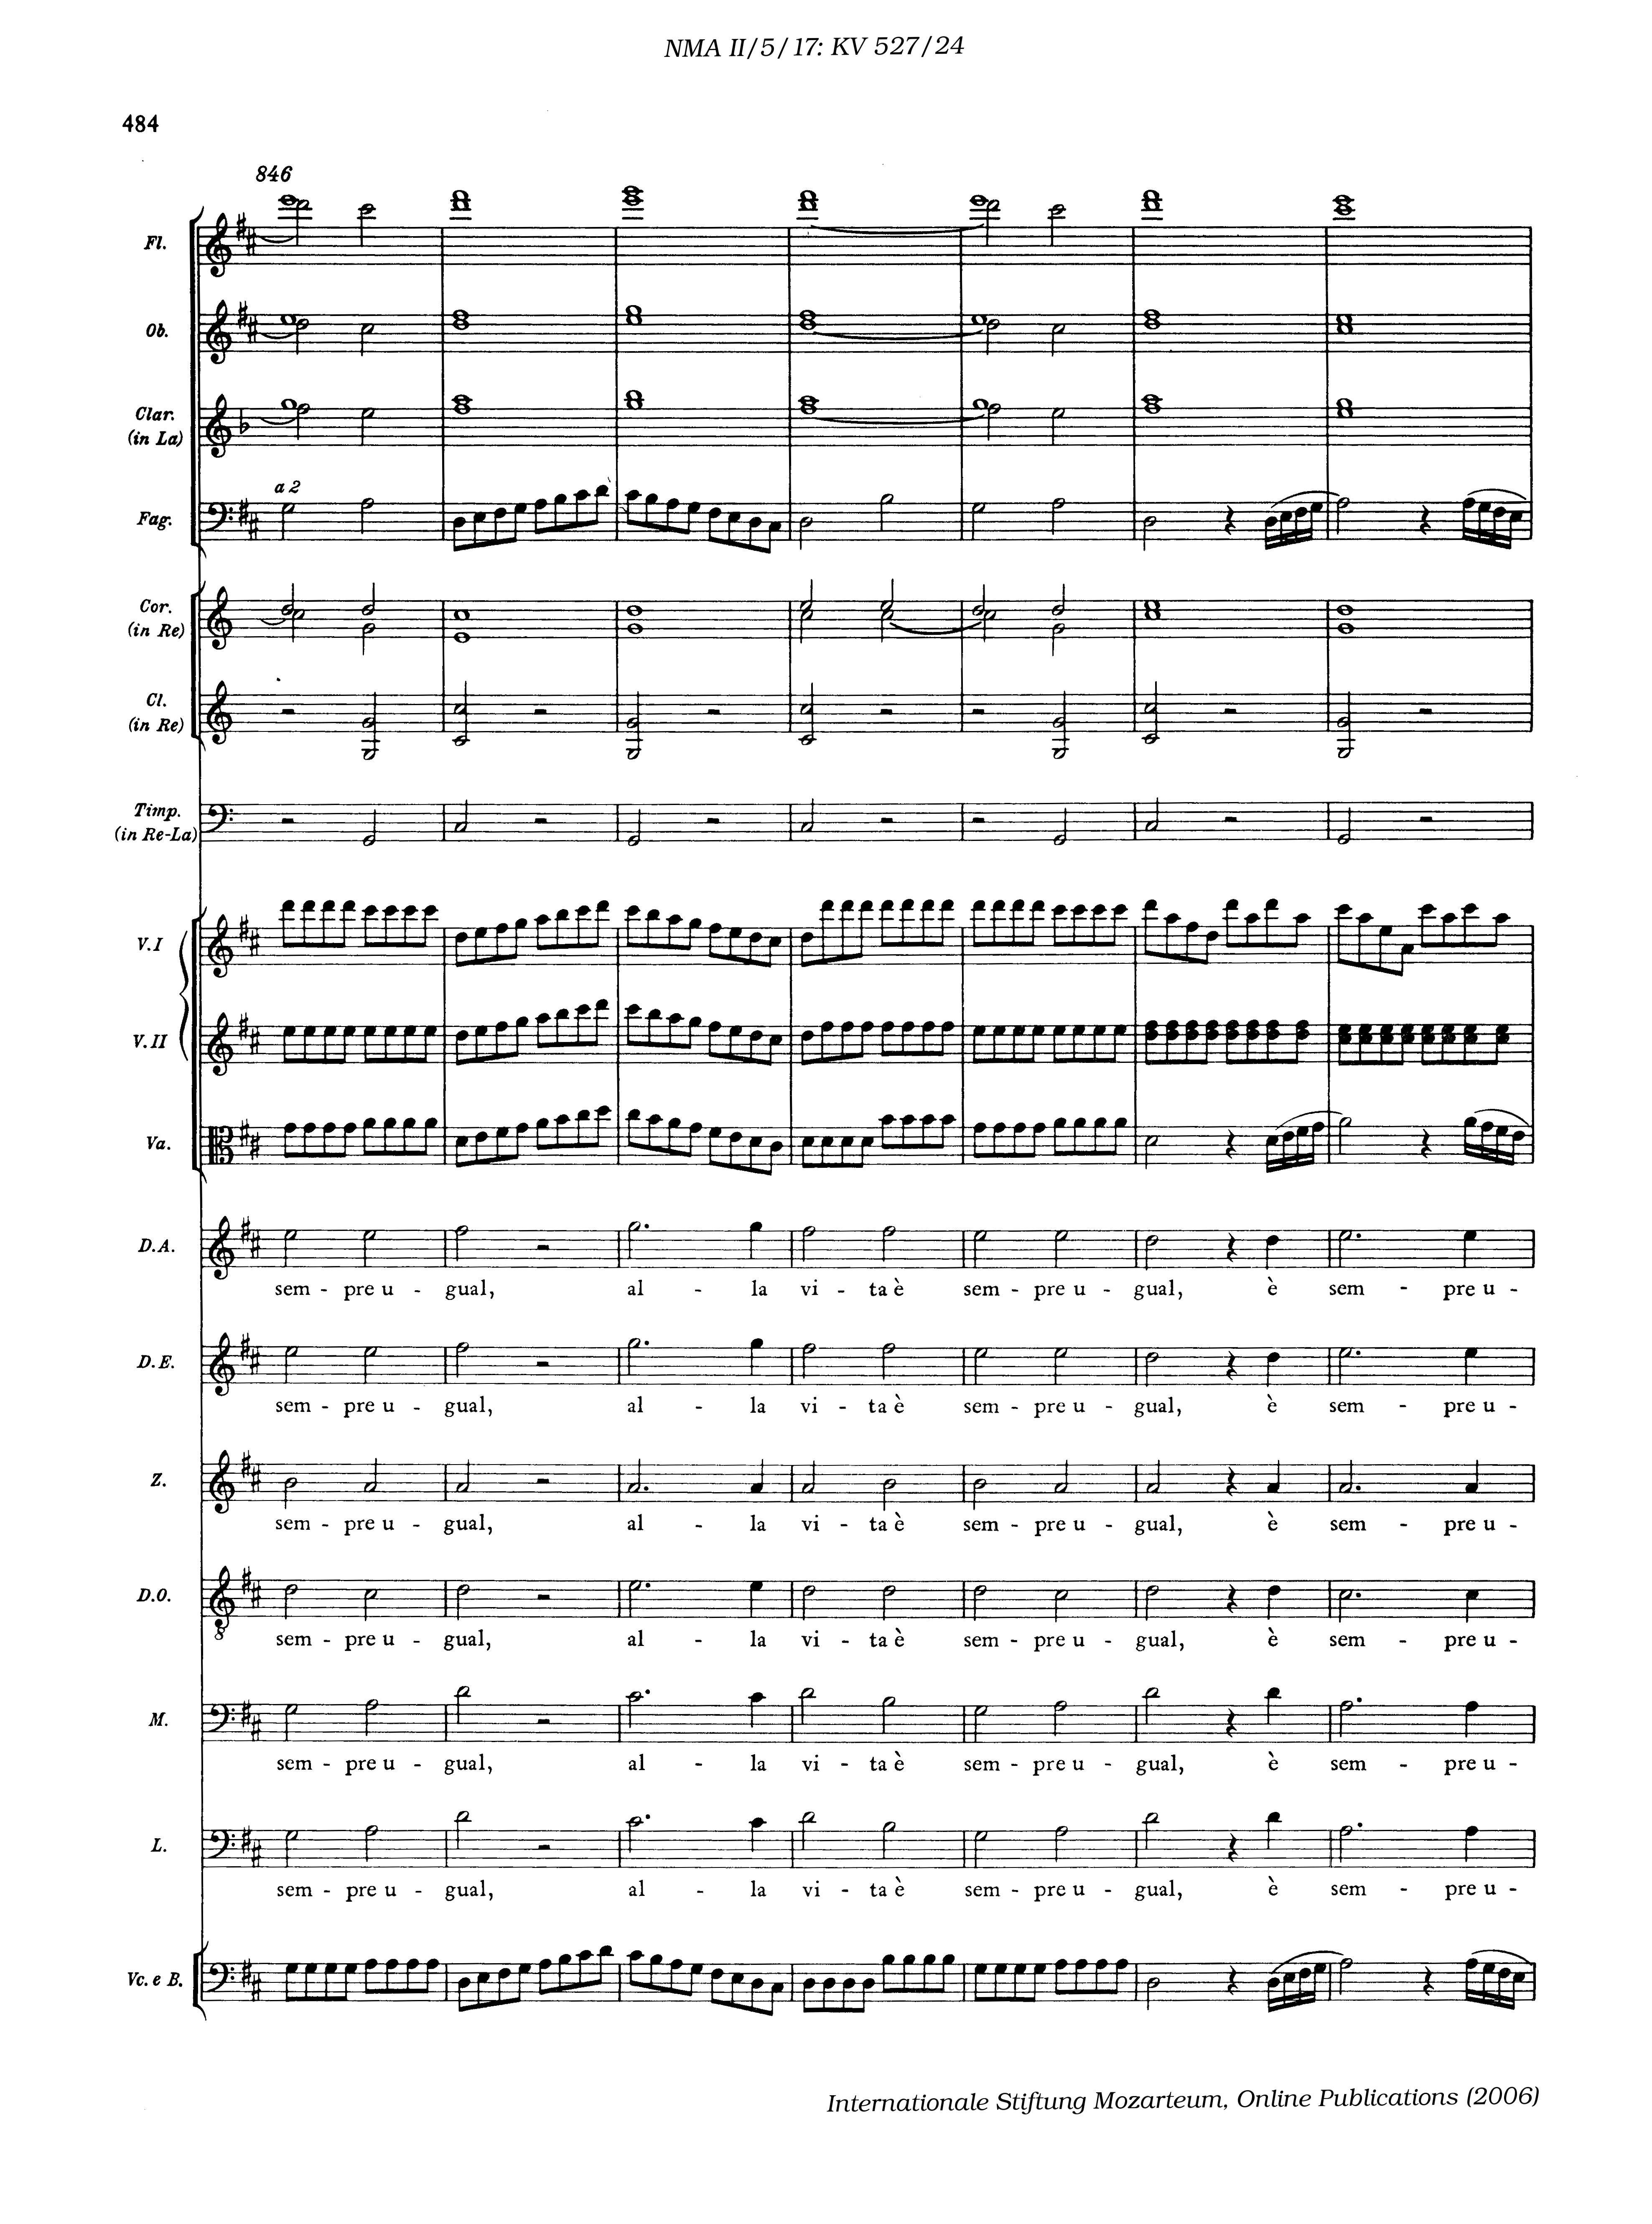 NMA II/5/17: KV 527/24
484
846
Fl.
Ob.
Clar.
(in La)
a 2
Fag.
Cor.
(in Re)
Cl.
(in Re)
Timp.
(in Re-La)
V.I
V.II
Va.
D.A.
sem - pre u - gual, al - la vi - ta è sem - pre u - gual, è sem - pre u -
D.E.
sem - pre u - gual, al - la vi - ta è sem - pre u - gual, è sem - pre u -
Z.
sem - pre u - gual, al - la vi - ta è sem - pre u - gual, è sem - pre u -
D.O.
8
sem - pre u - gual, al - la vi - ta è sem - pre u - gual, è sem - pre u -
M.
sem - pre u - gual, al - la vi - ta è sem - pre u - gual, è sem - pre u -
L.
sem - pre u - gual, al - la vi - ta è sem - pre u - gual, è sem - pre u -
Vc. e B.
Internationale Stiftung Mozarteum, Online Publications (2006)